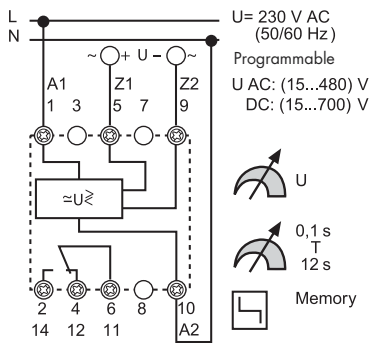 L
N
U= 230 V AC
(50/60 Hz)
Programmable
U AC: (15...480) V
DC: (15...700) V
~ + U - ~
A1 Z1 Z2
1 3 5 7 9
≃U≷
U
0,1 s
T
12 s
Memory
2 4 6 8 10
14 12 11 A2